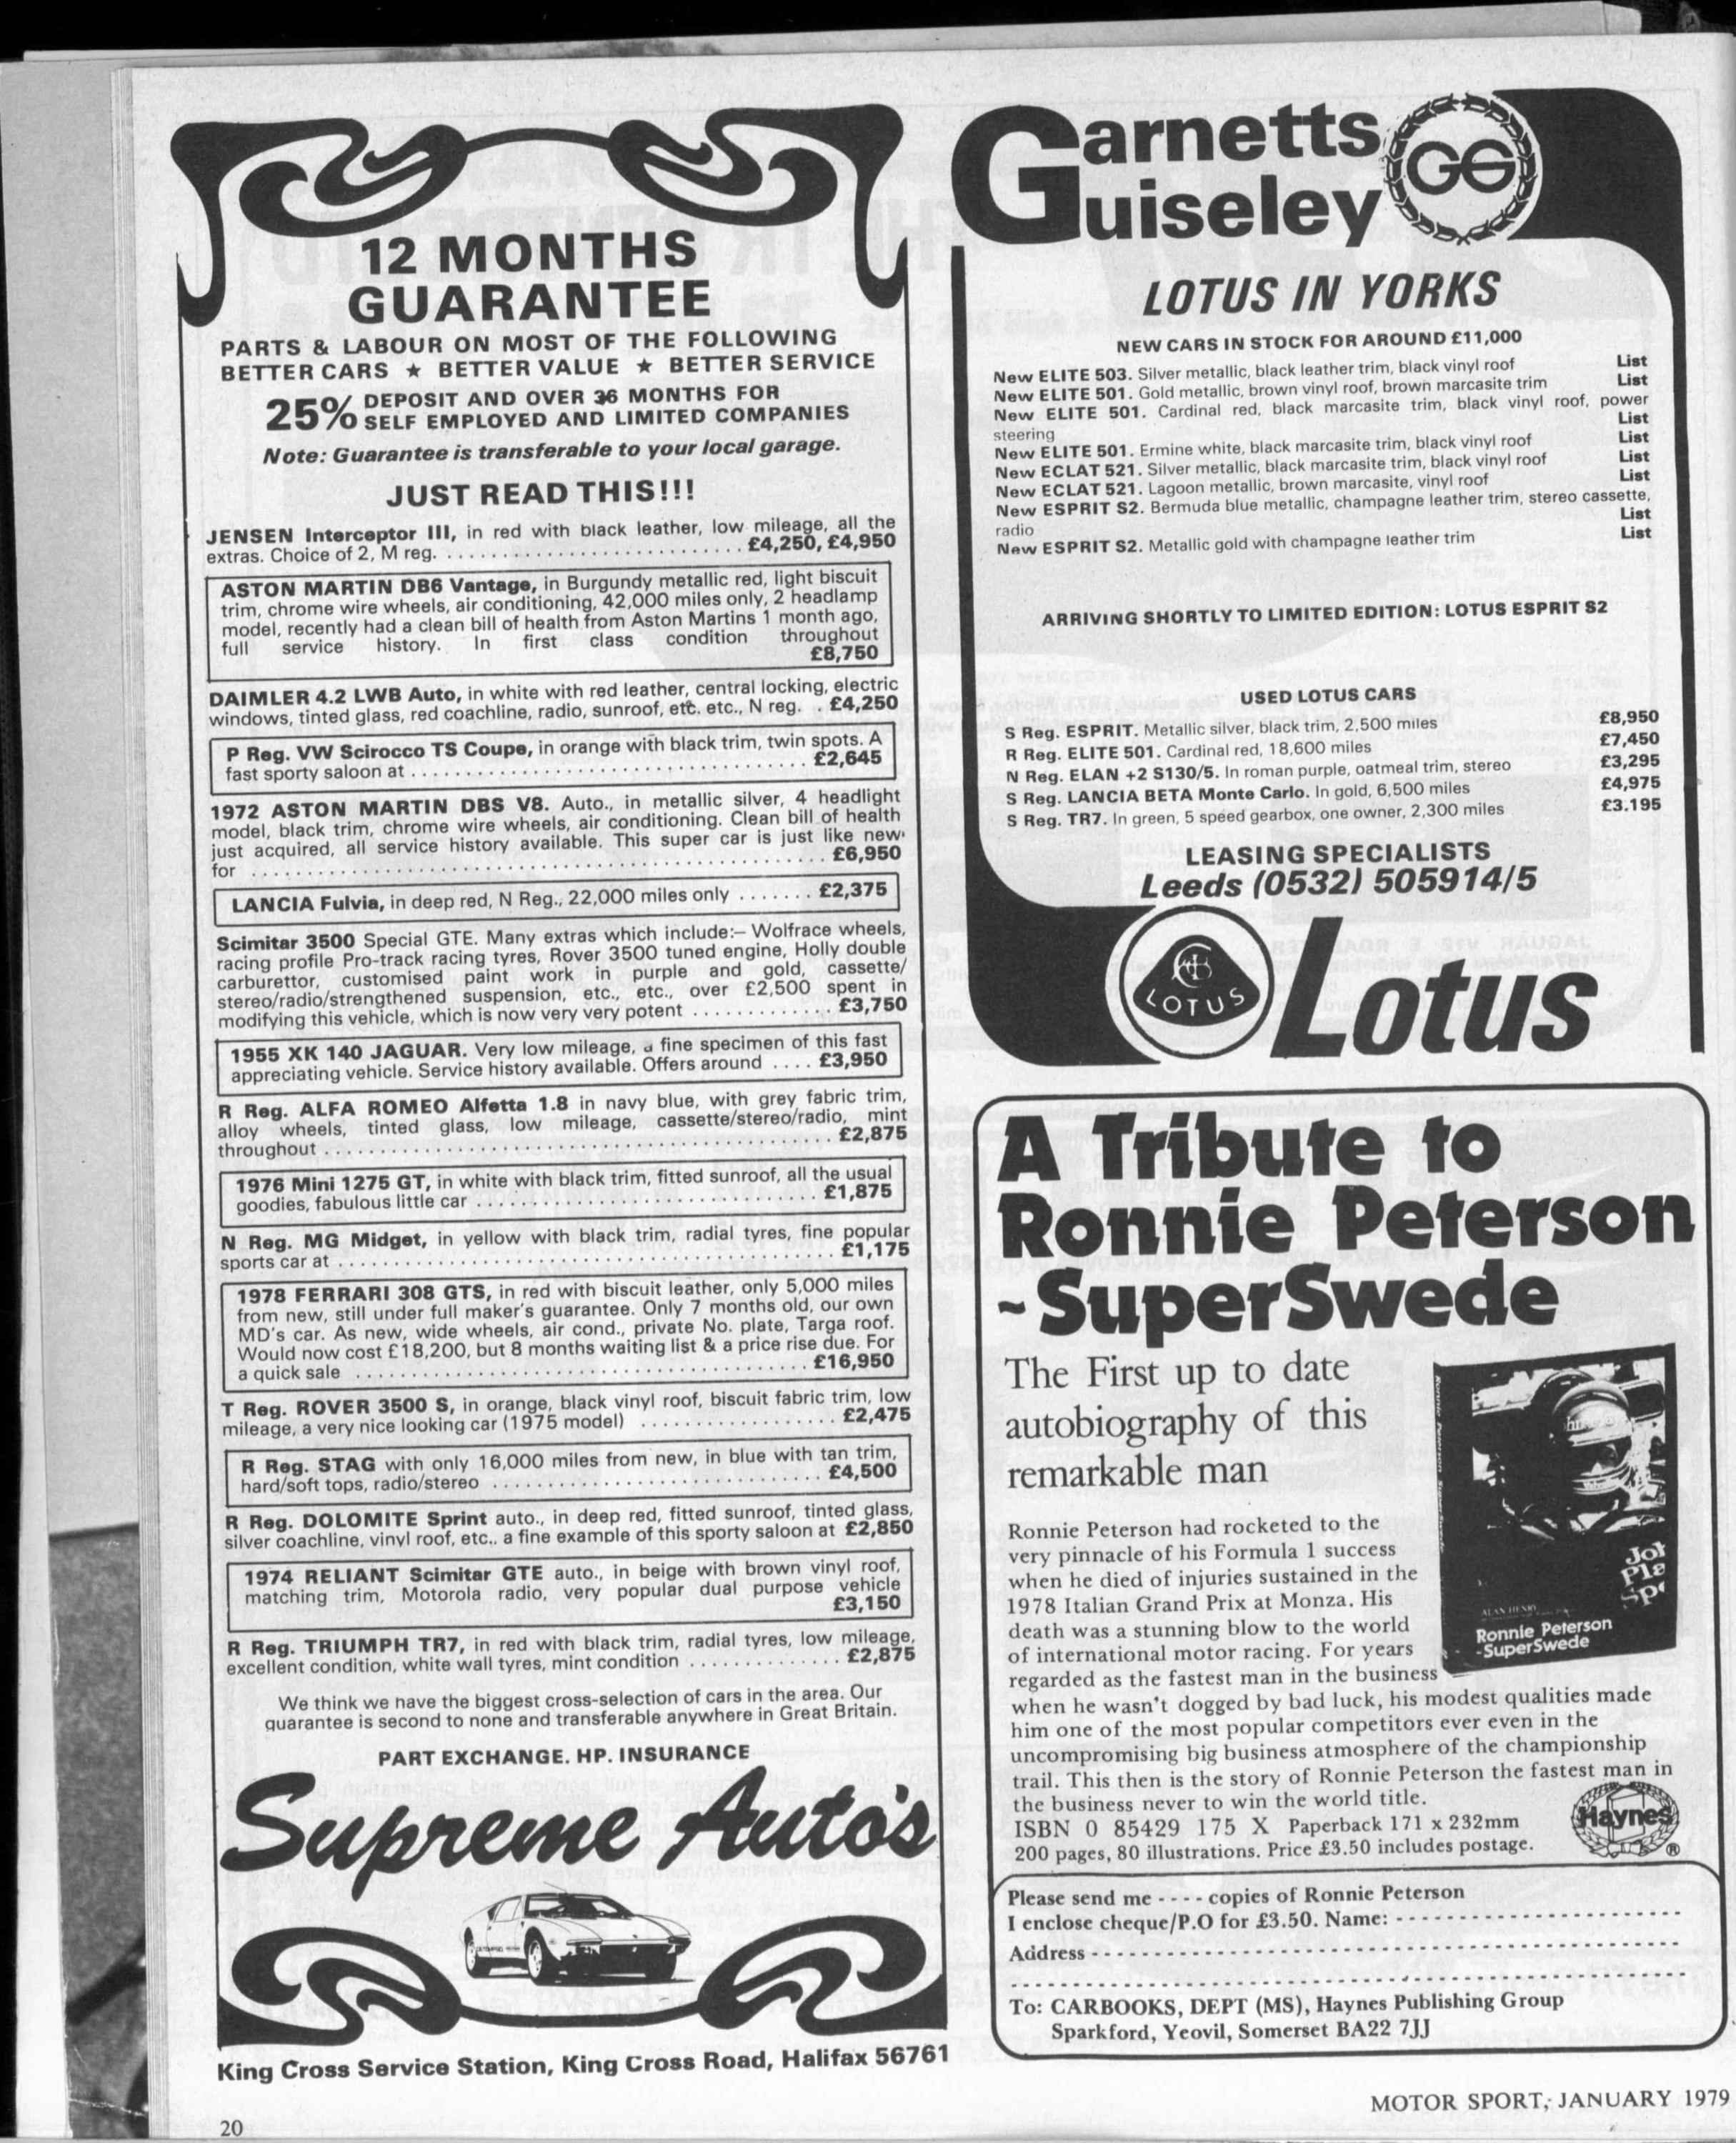 12 MONTHS
GUARANTEE
PARTS & LABOUR ON MOST OF THE FOLLOWING
BETTER CARS ★ BETTER VALUE ★ BETTER SERVICE
25% DEPOSIT AND OVER 36 MONTHS FOR
SELF EMPLOYED AND LIMITED COMPANIES
Note: Guarantee is transferable to your local garage.
JUST READ THIS!!!
JENSEN Interceptor III, in red with black leather, low mileage, all the
extras. Choice of 2, M reg. . . . . . . . . . . . . . . . . . . . . . . . . . . £4,250, £4,950
ASTON MARTIN DB6 Vantage, in Burgundy metallic red, light biscuit
trim, chrome wire wheels, air conditioning, 42,000 miles only, 2 headlamp
model, recently had a clean bill of health from Aston Martins 1 month ago,
full service history. In first class condition throughout
£8,750
DAIMLER 4.2 LWB Auto, in white with red leather, central locking, electric
windows, tinted glass, red coachline, radio, sunroof, etc. etc., N reg. . £4,250
P Reg. VW Scirocco TS Coupe, in orange with black trim, twin spots. A
fast sporty saloon at . . . . . . . . . . . . . . . . . . . . . . . . . . . . . . . . . . £2,645
1972 ASTON MARTIN DBS V8. Auto., in metallic silver, 4 headlight
model, black trim, chrome wire wheels, air conditioning. Clean bill of health
just acquired, all service history available. This super car is just like new
for . . . . . . . . . . . . . . . . . . . . . . . . . . . . . . . . . . . . . . . . . . . . . . . £6,950
LANCIA Fulvia, in deep red, N Reg., 22,000 miles only . . . . . . . £2,375
Scimitar 3500 Special GTE. Many extras which include:– Wolfrace wheels,
racing profile Pro-track racing tyres, Rover 3500 tuned engine, Holly double
carburettor, customised paint work in purple and gold, cassette/
stereo/radio/strengthened suspension, etc., etc., over £2,500 spent in
modifying this vehicle, which is now very very potent . . . . . . . . . . . . £3,750
1955 XK 140 JAGUAR. Very low mileage, a fine specimen of this fast
appreciating vehicle. Service history available. Offers around . . . . £3,950
R Reg. ALFA ROMEO Alfetta 1.8 in navy blue, with grey fabric trim,
alloy wheels, tinted glass, low mileage, cassette/stereo/radio, mint
throughout . . . . . . . . . . . . . . . . . . . . . . . . . . . . . . . . . . . . . . . . . £2,875
1976 Mini 1275 GT, in white with black trim, fitted sunroof, all the usual
goodies, fabulous little car . . . . . . . . . . . . . . . . . . . . . . . . . . . . . £1,875
N Reg. MG Midget, in yellow with black trim, radial tyres, fine popular
sports car at . . . . . . . . . . . . . . . . . . . . . . . . . . . . . . . . . . . . . . . . £1,175
1978 FERRARI 308 GTS, in red with biscuit leather, only 5,000 miles
from new, still under full maker's guarantee. Only 7 months old, our own
MD's car. As new, wide wheels, air cond., private No. plate, Targa roof.
Would now cost £18,200, but 8 months waiting list & a price rise due. For
a quick sale . . . . . . . . . . . . . . . . . . . . . . . . . . . . . . . . . . . . . . . £16,950
T Reg. ROVER 3500 S, in orange, black vinyl roof, biscuit fabric trim, low
mileage, a very nice looking car (1975 model) . . . . . . . . . . . . . . . . £2,475
R Reg. STAG with only 16,000 miles from new, in blue with tan trim,
hard/soft tops, radio/stereo . . . . . . . . . . . . . . . . . . . . . . . . . . . . £4,500
R Reg. DOLOMITE Sprint auto., in deep red, fitted sunroof, tinted glass,
silver coachline, vinyl roof, etc., a fine example of this sporty saloon at £2,850
1974 RELIANT Scimitar GTE auto., in beige with brown vinyl roof,
matching trim, Motorola radio, very popular dual purpose vehicle
£3,150
R Reg. TRIUMPH TR7, in red with black trim, radial tyres, low mileage,
excellent condition, white wall tyres, mint condition . . . . . . . . . . . . . £2,875
We think we have the biggest cross-selection of cars in the area. Our
guarantee is second to none and transferable anywhere in Great Britain.
PART EXCHANGE. HP. INSURANCE
Supreme Auto's
King Cross Service Station, King Cross Road, Halifax 56761
20
Garnetts
Guiseley
GG
LOTUS IN YORKS
NEW CARS IN STOCK FOR AROUND £11,000
New ELITE 503. Silver metallic, black leather trim, black vinyl roof List
New ELITE 501. Gold metallic, brown vinyl roof, brown marcasite trim List
New ELITE 501. Cardinal red, black marcasite trim, black vinyl roof, power
steering List
New ELITE 501. Ermine white, black marcasite trim, black vinyl roof List
New ECLAT 521. Silver metallic, black marcasite trim, black vinyl roof List
New ECLAT 521. Lagoon metallic, brown marcasite, vinyl roof List
New ESPRIT S2. Bermuda blue metallic, champagne leather trim, stereo cassette,
radio List
New ESPRIT S2. Metallic gold with champagne leather trim List
ARRIVING SHORTLY TO LIMITED EDITION: LOTUS ESPRIT S2
USED LOTUS CARS
S Reg. ESPRIT. Metallic silver, black trim, 2,500 miles £8,950
R Reg. ELITE 501. Cardinal red, 18,600 miles £7,450
N Reg. ELAN +2 S130/5. In roman purple, oatmeal trim, stereo £3,295
S Reg. LANCIA BETA Monte Carlo. In gold, 6,500 miles £4,975
S Reg. TR7. In green, 5 speed gearbox, one owner, 2,300 miles £3.195
LEASING SPECIALISTS
Leeds (0532) 505914/5
LOTUS
Lotus
A Tribute to
Ronnie Peterson
~SuperSwede
The First up to date
autobiography of this
remarkable man
Ronnie Peterson had rocketed to the
very pinnacle of his Formula 1 success
when he died of injuries sustained in the
1978 Italian Grand Prix at Monza. His
death was a stunning blow to the world
of international motor racing. For years
regarded as the fastest man in the business
when he wasn't dogged by bad luck, his modest qualities made
him one of the most popular competitors ever even in the
uncompromising big business atmosphere of the championship
trail. This then is the story of Ronnie Peterson the fastest man in
the business never to win the world title.
ISBN 0 85429 175 X Paperback 171 x 232mm
200 pages, 80 illustrations. Price £3.50 includes postage.
Ronnie Peterson SuperSwede
Joh
Pla
Sp
ALAN HENRY
Ronnie Peterson
-SuperSwede
Haynes
®
Please send me - - - - copies of Ronnie Peterson
I enclose cheque/P.O for £3.50. Name: - - - - - - - - - - - - - - - - - - - - - - -
Address - - - - - - - - - - - - - - - - - - - - - - - - - - - - - - - - - - - - - - - - - - - - - -
To: CARBOOKS, DEPT (MS), Haynes Publishing Group
Sparkford, Yeovil, Somerset BA22 7JJ
MOTOR SPORT, JANUARY 1979